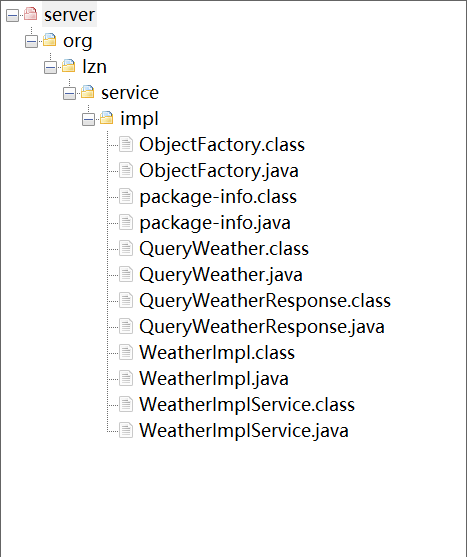 server
org
lzn
service
impl
ObjectFactory.class
ObjectFactory.java
package-info.class
package-info.java
QueryWeather.class
QueryWeather.java
QueryWeatherResponse.class
QueryWeatherResponse.java
WeatherImpl.class
WeatherImpl.java
WeatherImplService.class
WeatherImplService.java